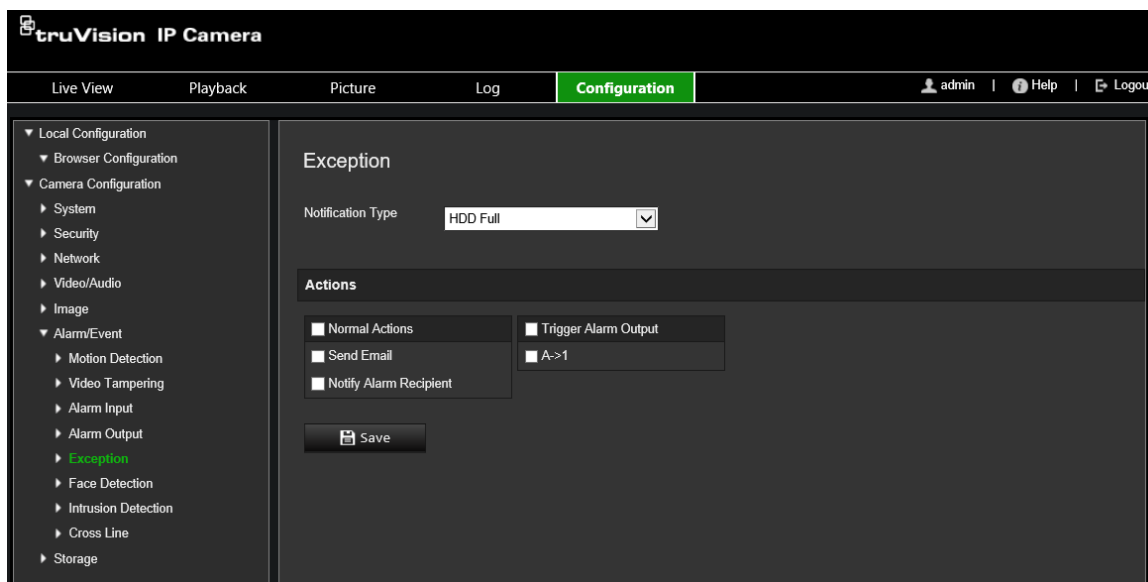 truVision IP Camera
Live View Playback Picture Log Configuration admin | Help | Logou
Local Configuration
Browser Configuration
Camera Configuration
System
Security
Network
Video/Audio
Image
Alarm/Event
Motion Detection
Video Tampering
Alarm Input
Alarm Output
Exception
Face Detection
Intrusion Detection
Cross Line
Storage
Exception
Notification Type HDD Full
Actions
Normal Actions Trigger Alarm Output
Send Email A->1
Notify Alarm Recipient
Save